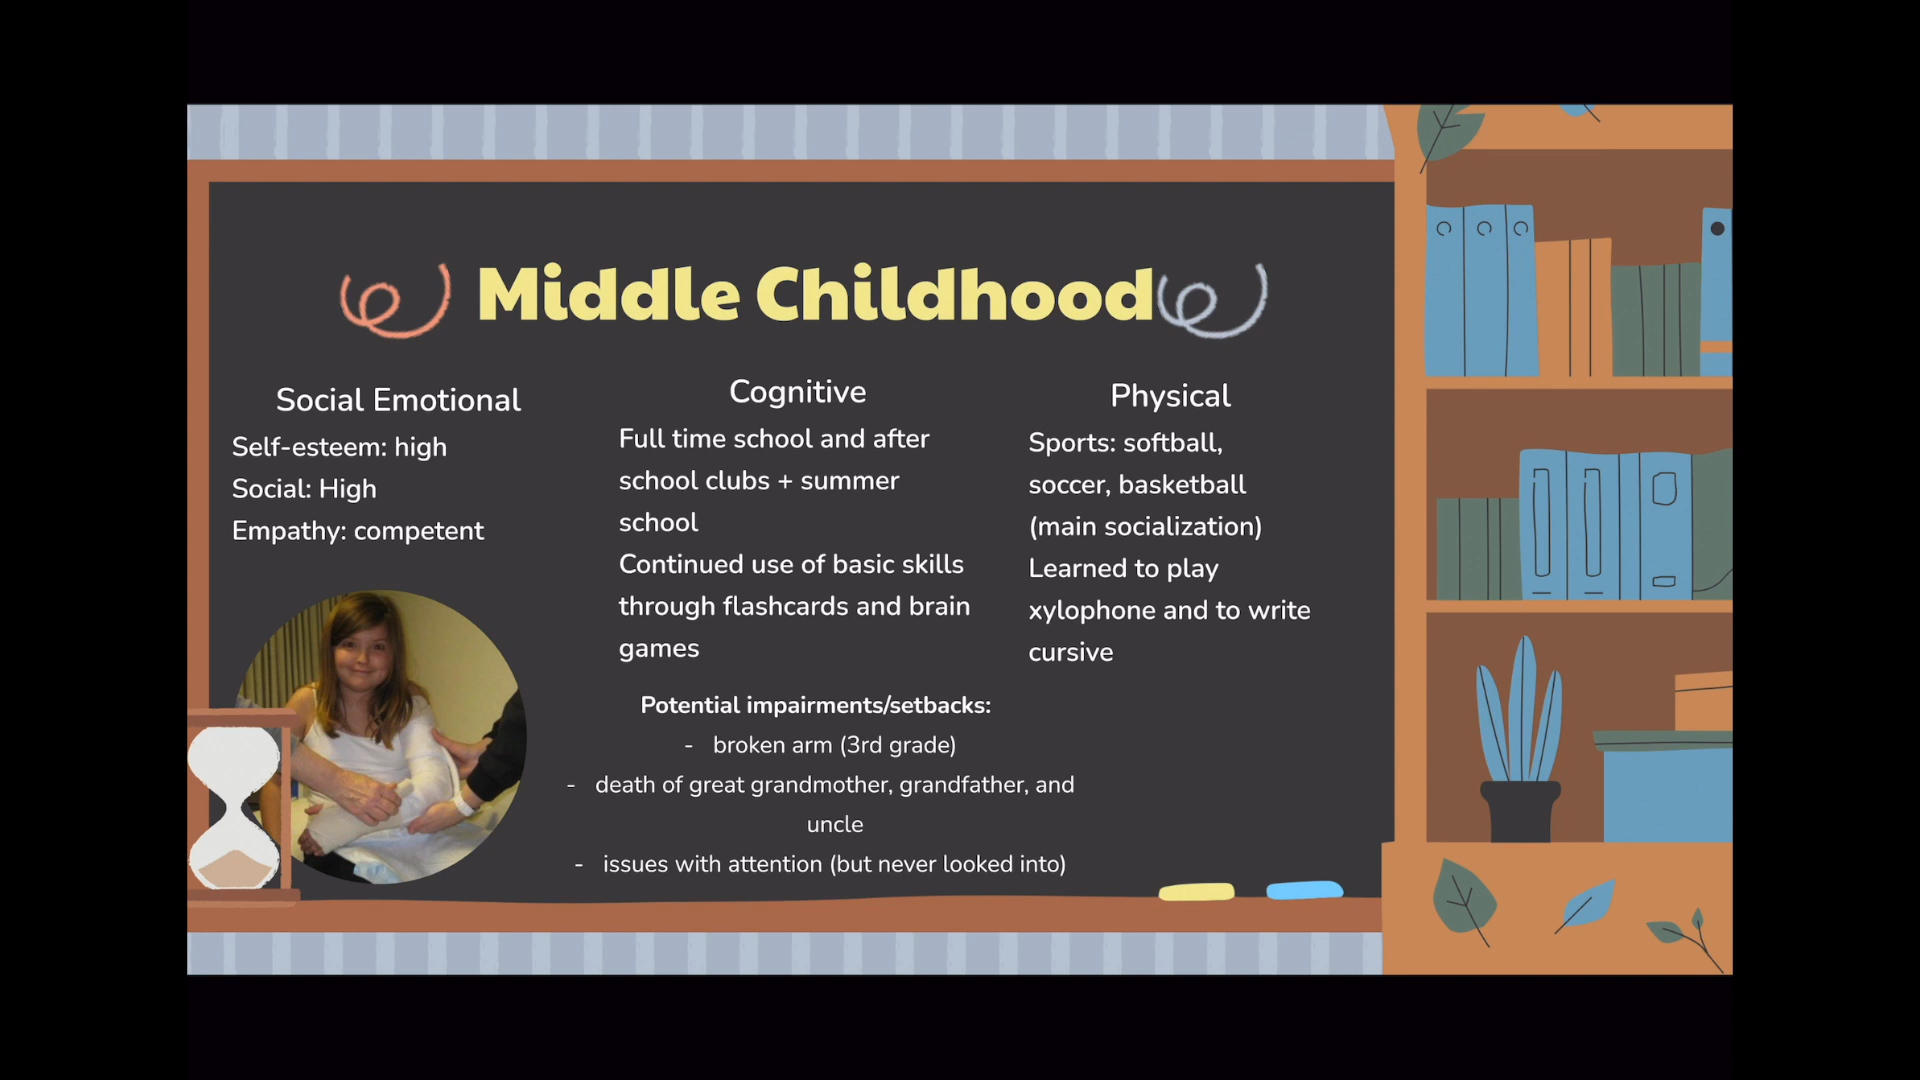 Middle Childhood
Social Emotional
Self-esteem: high
Social: High
Empathy: competent
Cognitive
Full time school and after
school clubs + summer
school
Continued use of basic skills
through flashcards and brain
games
Physical
Sports: softball,
soccer, basketball
(main socialization)
Learned to play
xylophone and to write
cursive
Potential impairments/setbacks:
- broken arm (3rd grade)
- death of great grandmother, grandfather, and
uncle
- issues with attention (but never looked into)